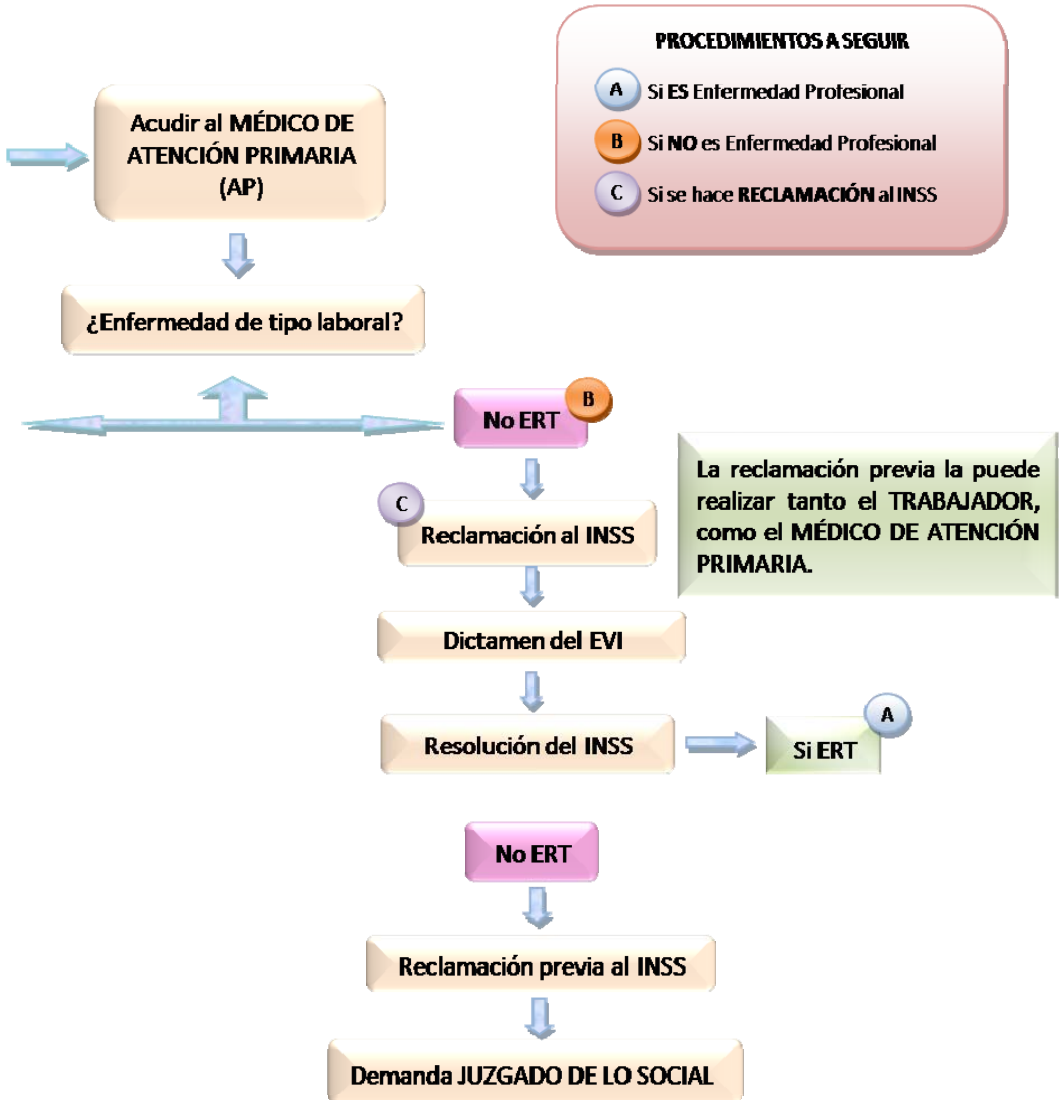 PROCEDIMIENTOS A SEGUIR
A Si ES Enfermedad Profesional
B Si NO es Enfermedad Profesional
C Si se hace RECLAMACIÓN al INSS
Acudir al MÉDICO DE
ATENCIÓN PRIMARIA
(AP)
¿Enfermedad de tipo laboral?
B
No ERT
C
Reclamación al INSS
La reclamación previa la puede
realizar tanto el TRABAJADOR,
como el MÉDICO DE ATENCIÓN
PRIMARIA.
Dictamen del EVI
Resolución del INSS
A
Si ERT
No ERT
Reclamación previa al INSS
Demanda JUZGADO DE LO SOCIAL